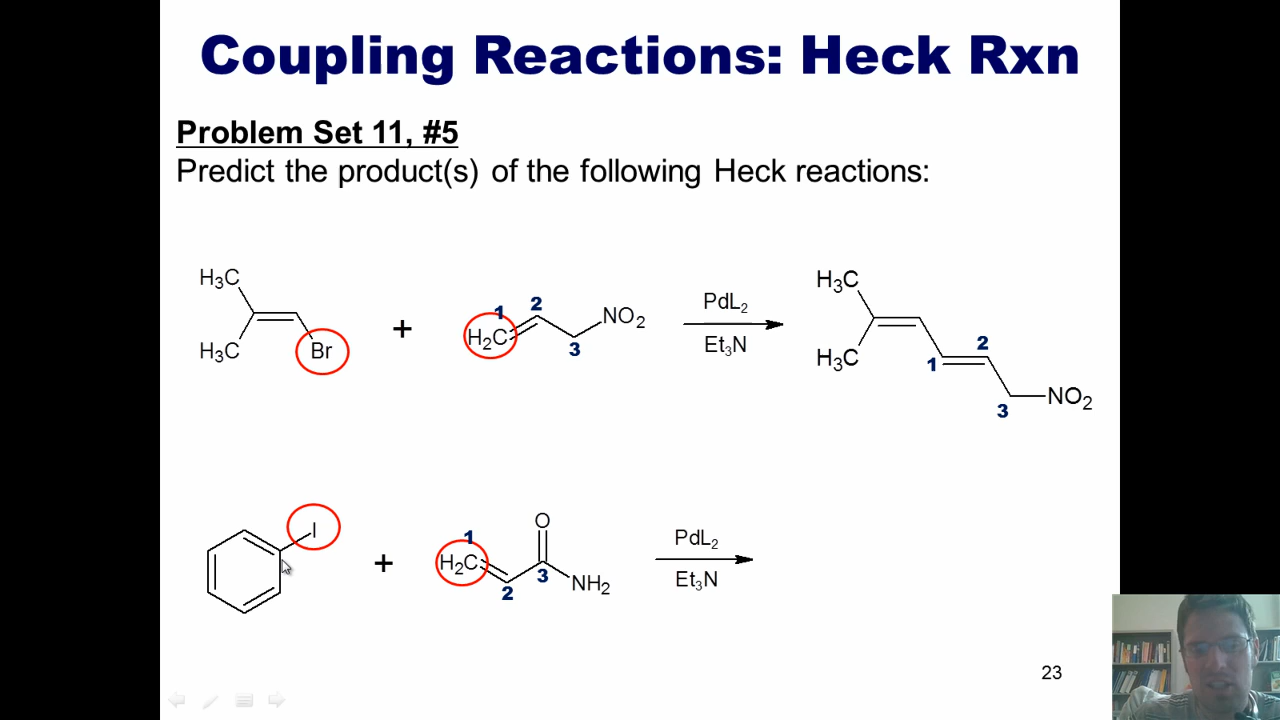 Coupling Reactions: Heck Rxn
Problem Set 11, #5
Predict the product(s) of the following Heck reactions:
H3C
H3C
Br
+
1
2
H2C
3
NO2
PdL2
Et3N
H3C
H3C
1
2
3
NO2
I
+
1
H2C
2
O
3
NH2
PdL2
Et3N
23